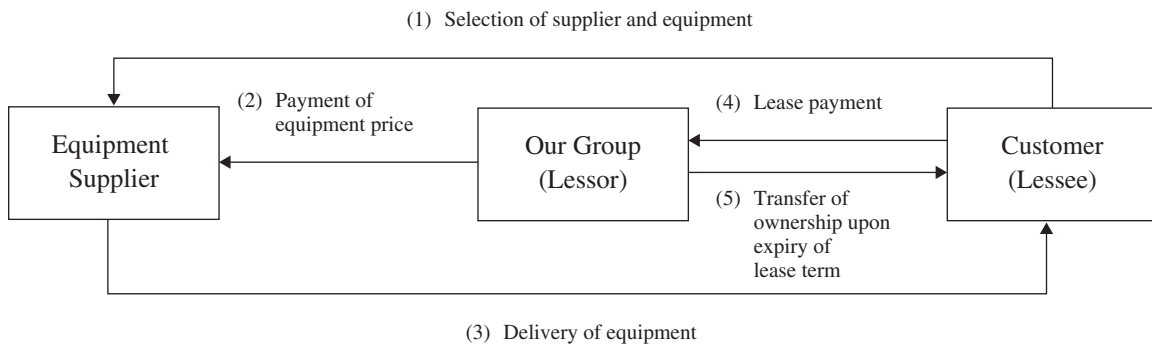 (1) Selection of supplier and equipment
(2) Payment of
equipment price
(4) Lease payment
Equipment
Supplier
Our Group
(Lessor)
Customer
(Lessee)
(5) Transfer of
ownership upon
expiry of
lease term
(3) Delivery of equipment